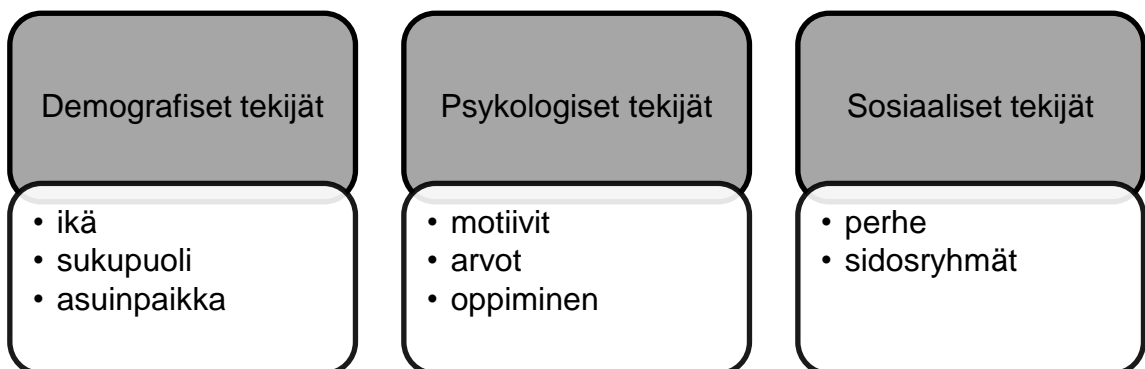 Demografiset tekijät
• ikä
• sukupuoli
• asuinpaikka
Psykologiset tekijät
• motiivit
• arvot
• oppiminen
Sosiaaliset tekijät
• perhe
• sidosryhmät